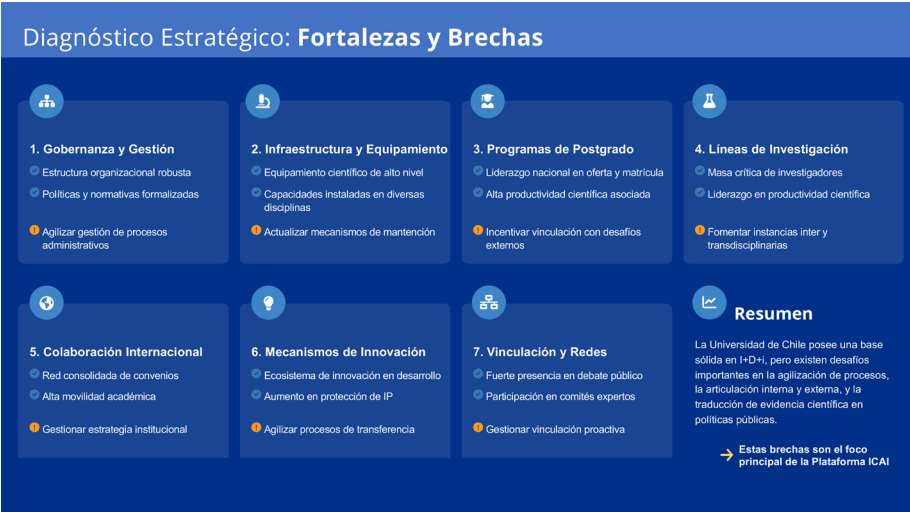 Diagnóstico Estratégico: Fortalezas y Brechas
1. Gobernanza y Gestión
Estructura organizacional robusta
Políticas y normativas formalizadas
Agilizar gestión de procesos
administrativos
2. Infraestructura y Equipamiento
Equipamiento científico de alto nivel
Capacidades instaladas en diversas
disciplinas
Actualizar mecanismos de mantención
3. Programas de Postgrado
Liderazgo nacional en oferta y matrícula
Alta productividad científica asociada
Incentivar vinculación con desafíos
externos
4. Líneas de Investigación
Masa crítica de investigadores
Liderazgo en productividad científica
Fomentar instancias inter y
transdisciplinarias
5. Colaboración Internacional
Red consolidada de convenios
Alta movilidad académica
Gestionar estrategia institucional
6. Mecanismos de Innovación
Ecosistema de innovación en desarrollo
Aumento en protección de IP
Agilizar procesos de transferencia
7. Vinculación y Redes
Fuerte presencia en debate público
Participación en comités expertos
Gestionar vinculación proactiva
Resumen
La Universidad de Chile posee una base
sólida en I+D+i, pero existen desafíos
importantes en la agilización de procesos,
la articulación interna y externa, y la
traducción de evidencia científica en
políticas públicas.
Estas brechas son el foco
principal de la Plataforma ICAI